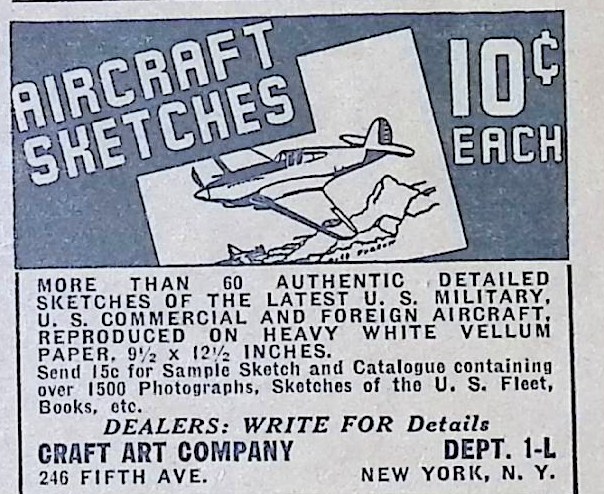 AIRCRAFT
SKETCHES
10¢
EACH
MORE THAN 60 AUTHENTIC DETAILED
SKETCHES OF THE LATEST U. S. MILITARY,
U. S. COMMERCIAL AND FOREIGN AIRCRAFT,
REPRODUCED ON HEAVY WHITE VELLUM
PAPER, 9½ x 12½ INCHES.
Send 15c for Sample Sketch and Catalogue containing
over 1500 Photographs, Sketches of the U. S. Fleet,
Books, etc.
DEALERS: WRITE FOR Details
CRAFT ART COMPANY DEPT. 1-L
246 FIFTH AVE. NEW YORK, N. Y.